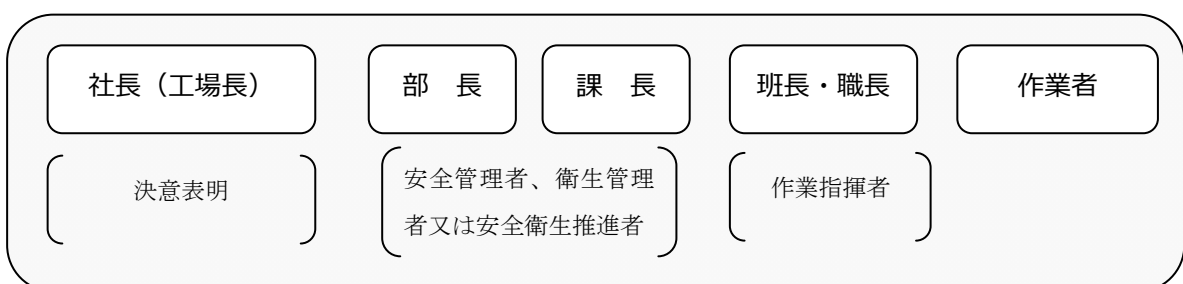 社長（工場長）
部　長
課　長
班長・職長
作業者
決意表明
安全管理者、衛生管理
者又は安全衛生推進者
作業指揮者